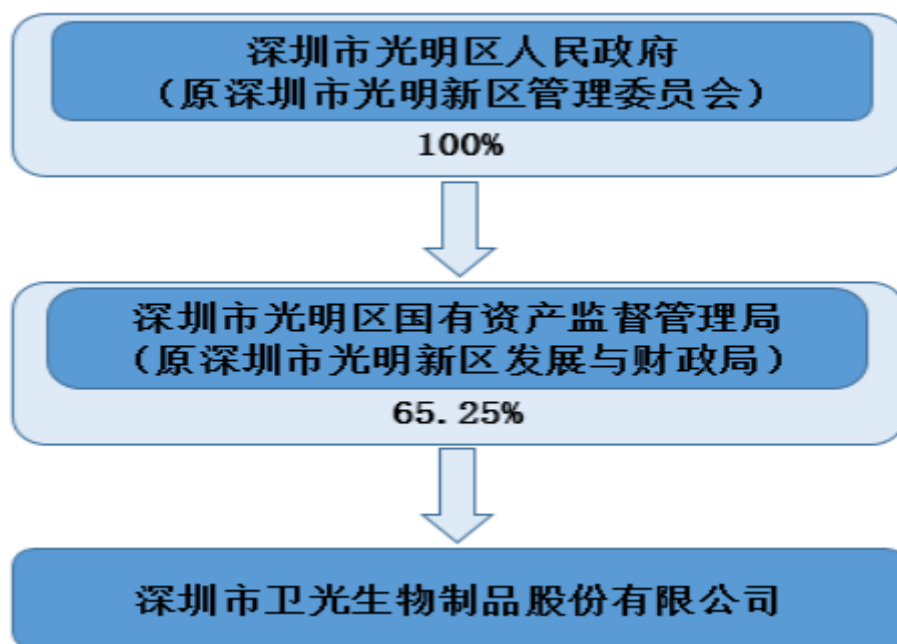 深圳市光明区人民政府
（原深圳市光明新区管理委员会）
100%
深圳市光明区国有资产监督管理局
（原深圳市光明新区发展与财政局）
65.25%
深圳市卫光生物制品股份有限公司